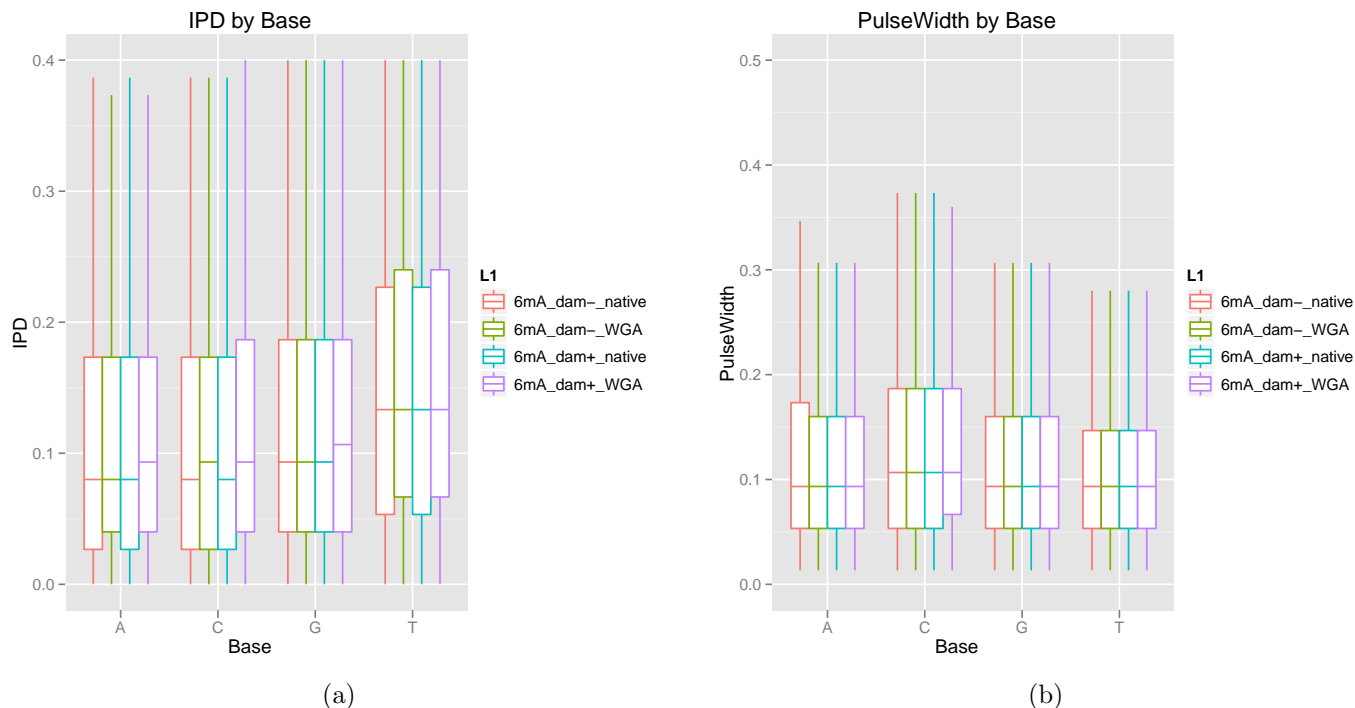 IPD by Base
0.4
0.3
0.2
0.1
0.0
IPD
A C G T
Base
L1
6mA_dam−_native
6mA_dam−_WGA
6mA_dam+_native
6mA_dam+_WGA
(a)
PulseWidth by Base
0.5
0.4
0.3
0.2
0.1
0.0
PulseWidth
A C G T
Base
L1
6mA_dam−_native
6mA_dam−_WGA
6mA_dam+_native
6mA_dam+_WGA
(b)